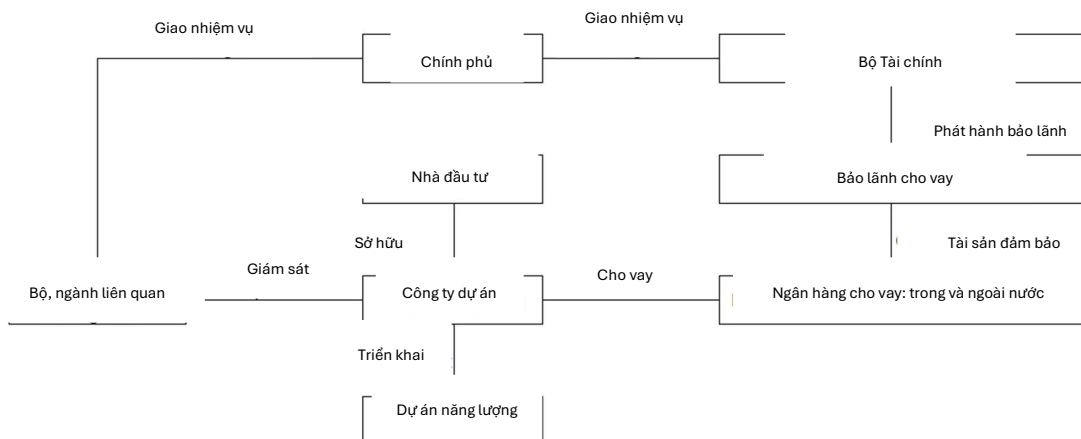 Giao nhiệm vụ
Giao nhiệm vụ
Chính phủ
Bộ Tài chính
Phát hành bảo lãnh
Nhà đầu tư
Bảo lãnh cho vay
Sở hữu
Tài sản đảm bảo
Giám sát
Cho vay
Bộ, ngành liên quan
Công ty dự án
Ngân hàng cho vay: trong và ngoài nước
Triển khai
Dự án năng lượng